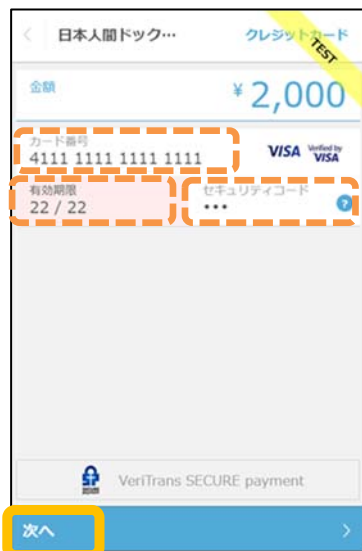 日本人間ドック…
クレジットカード
TEST
金額
¥ 2,000
カード番号
4111 1111 1111 1111
VISA
Verified by
VISA
有効期限
22 / 22
セキュリティコード
•••
?
VeriTrans SECURE payment
次へ